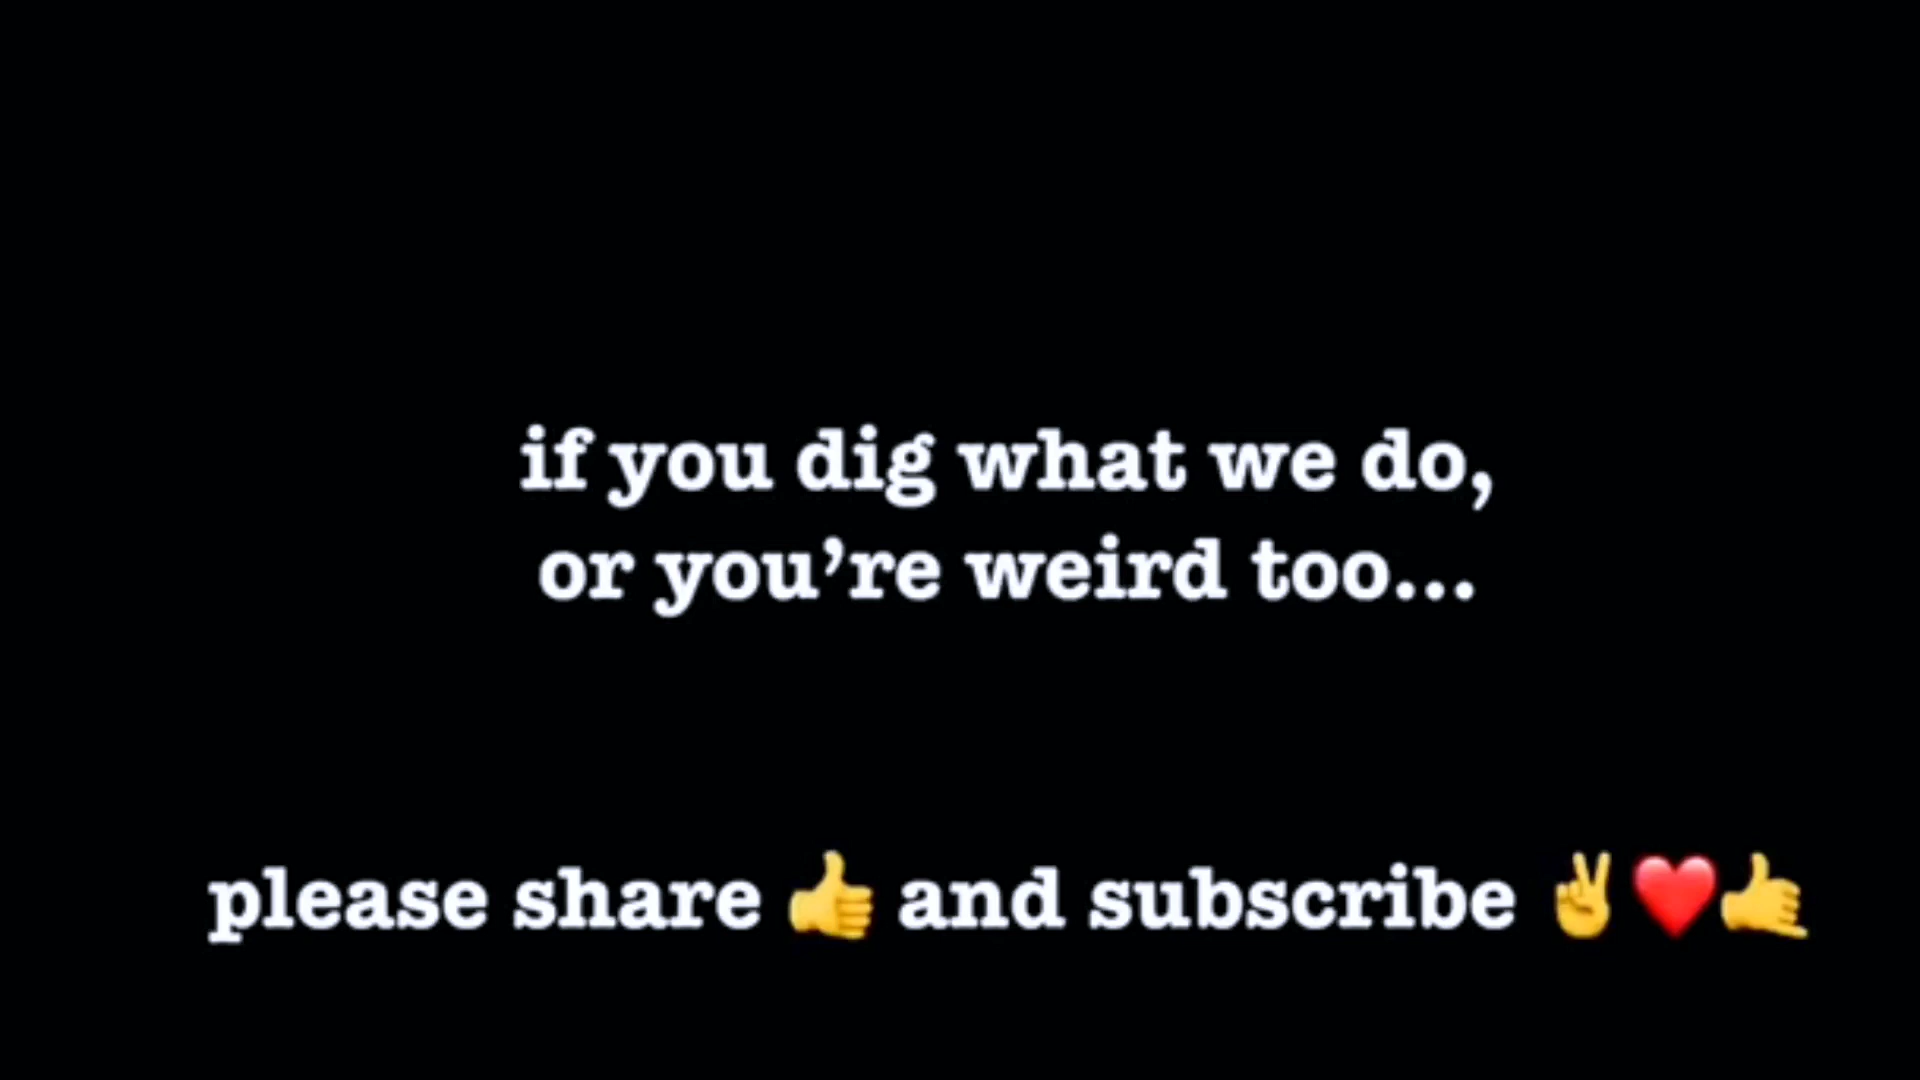 if you dig what we do,
or you’re weird too...
please share 👍 and subscribe ✌️❤️🤙